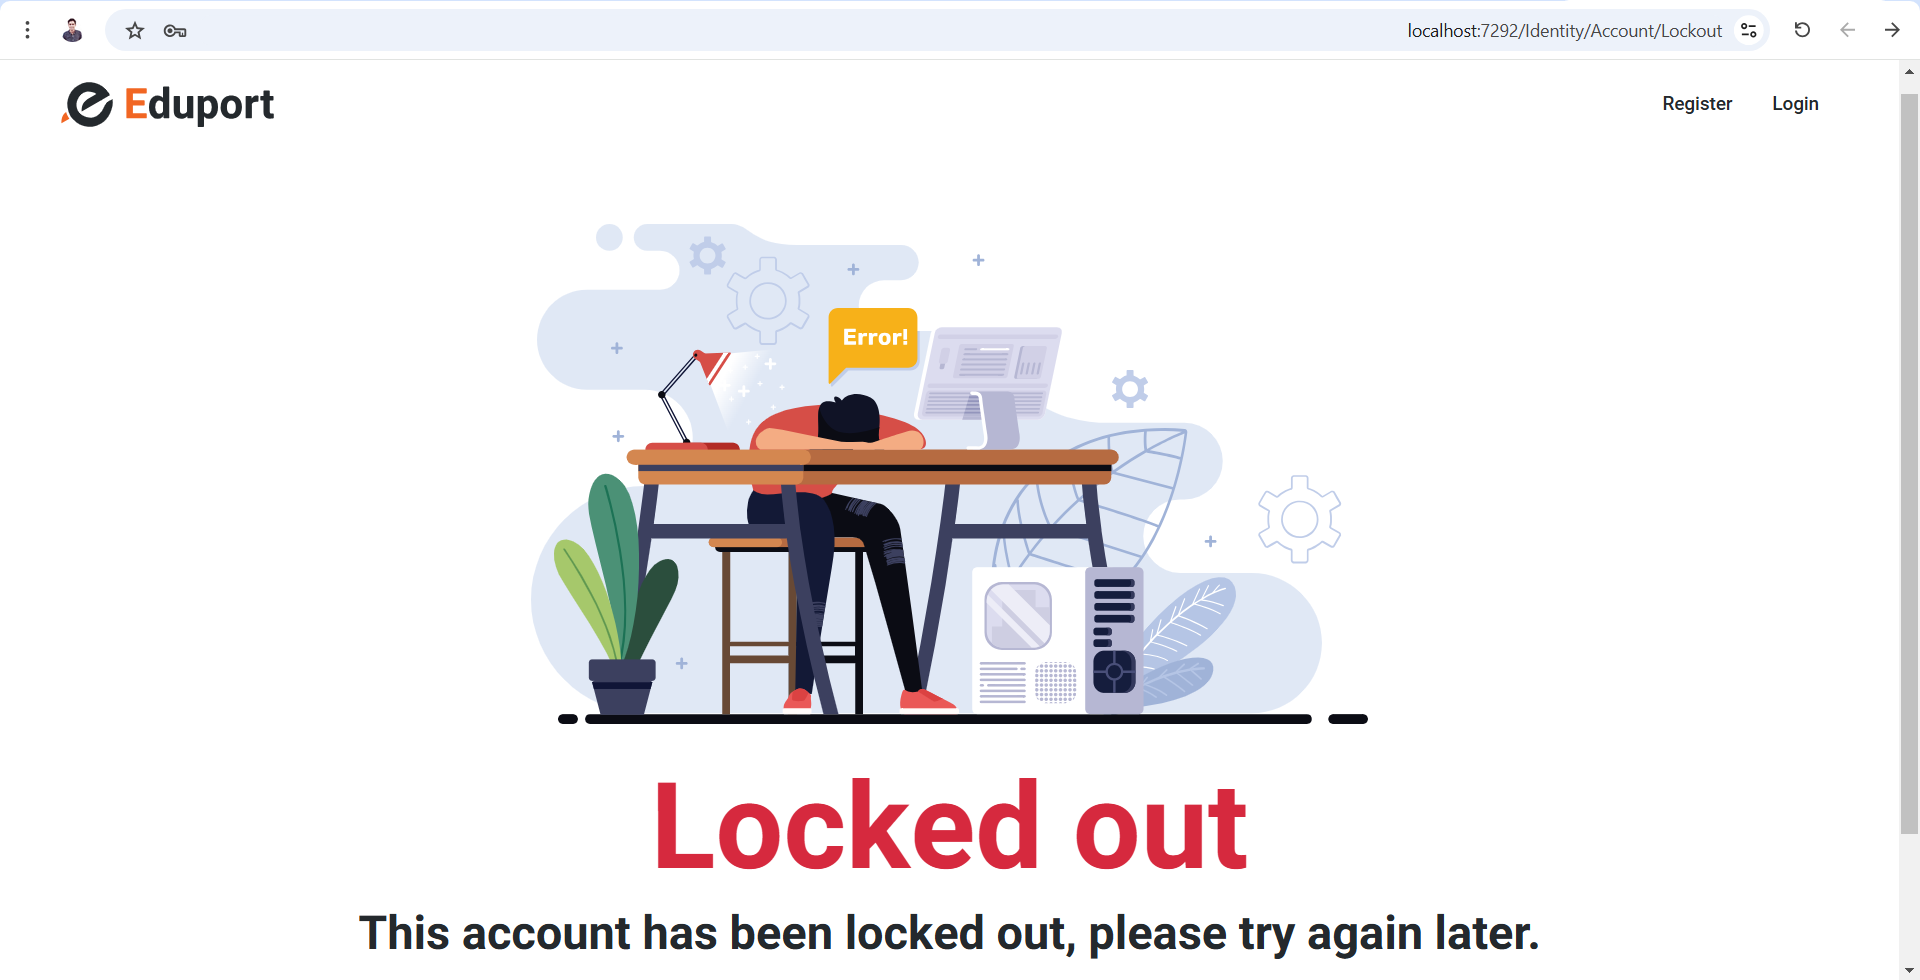 localhost:7292/Identity/Account/Lockout
Eduport
Register
Login
Error!
Locked out
This account has been locked out, please try again later.